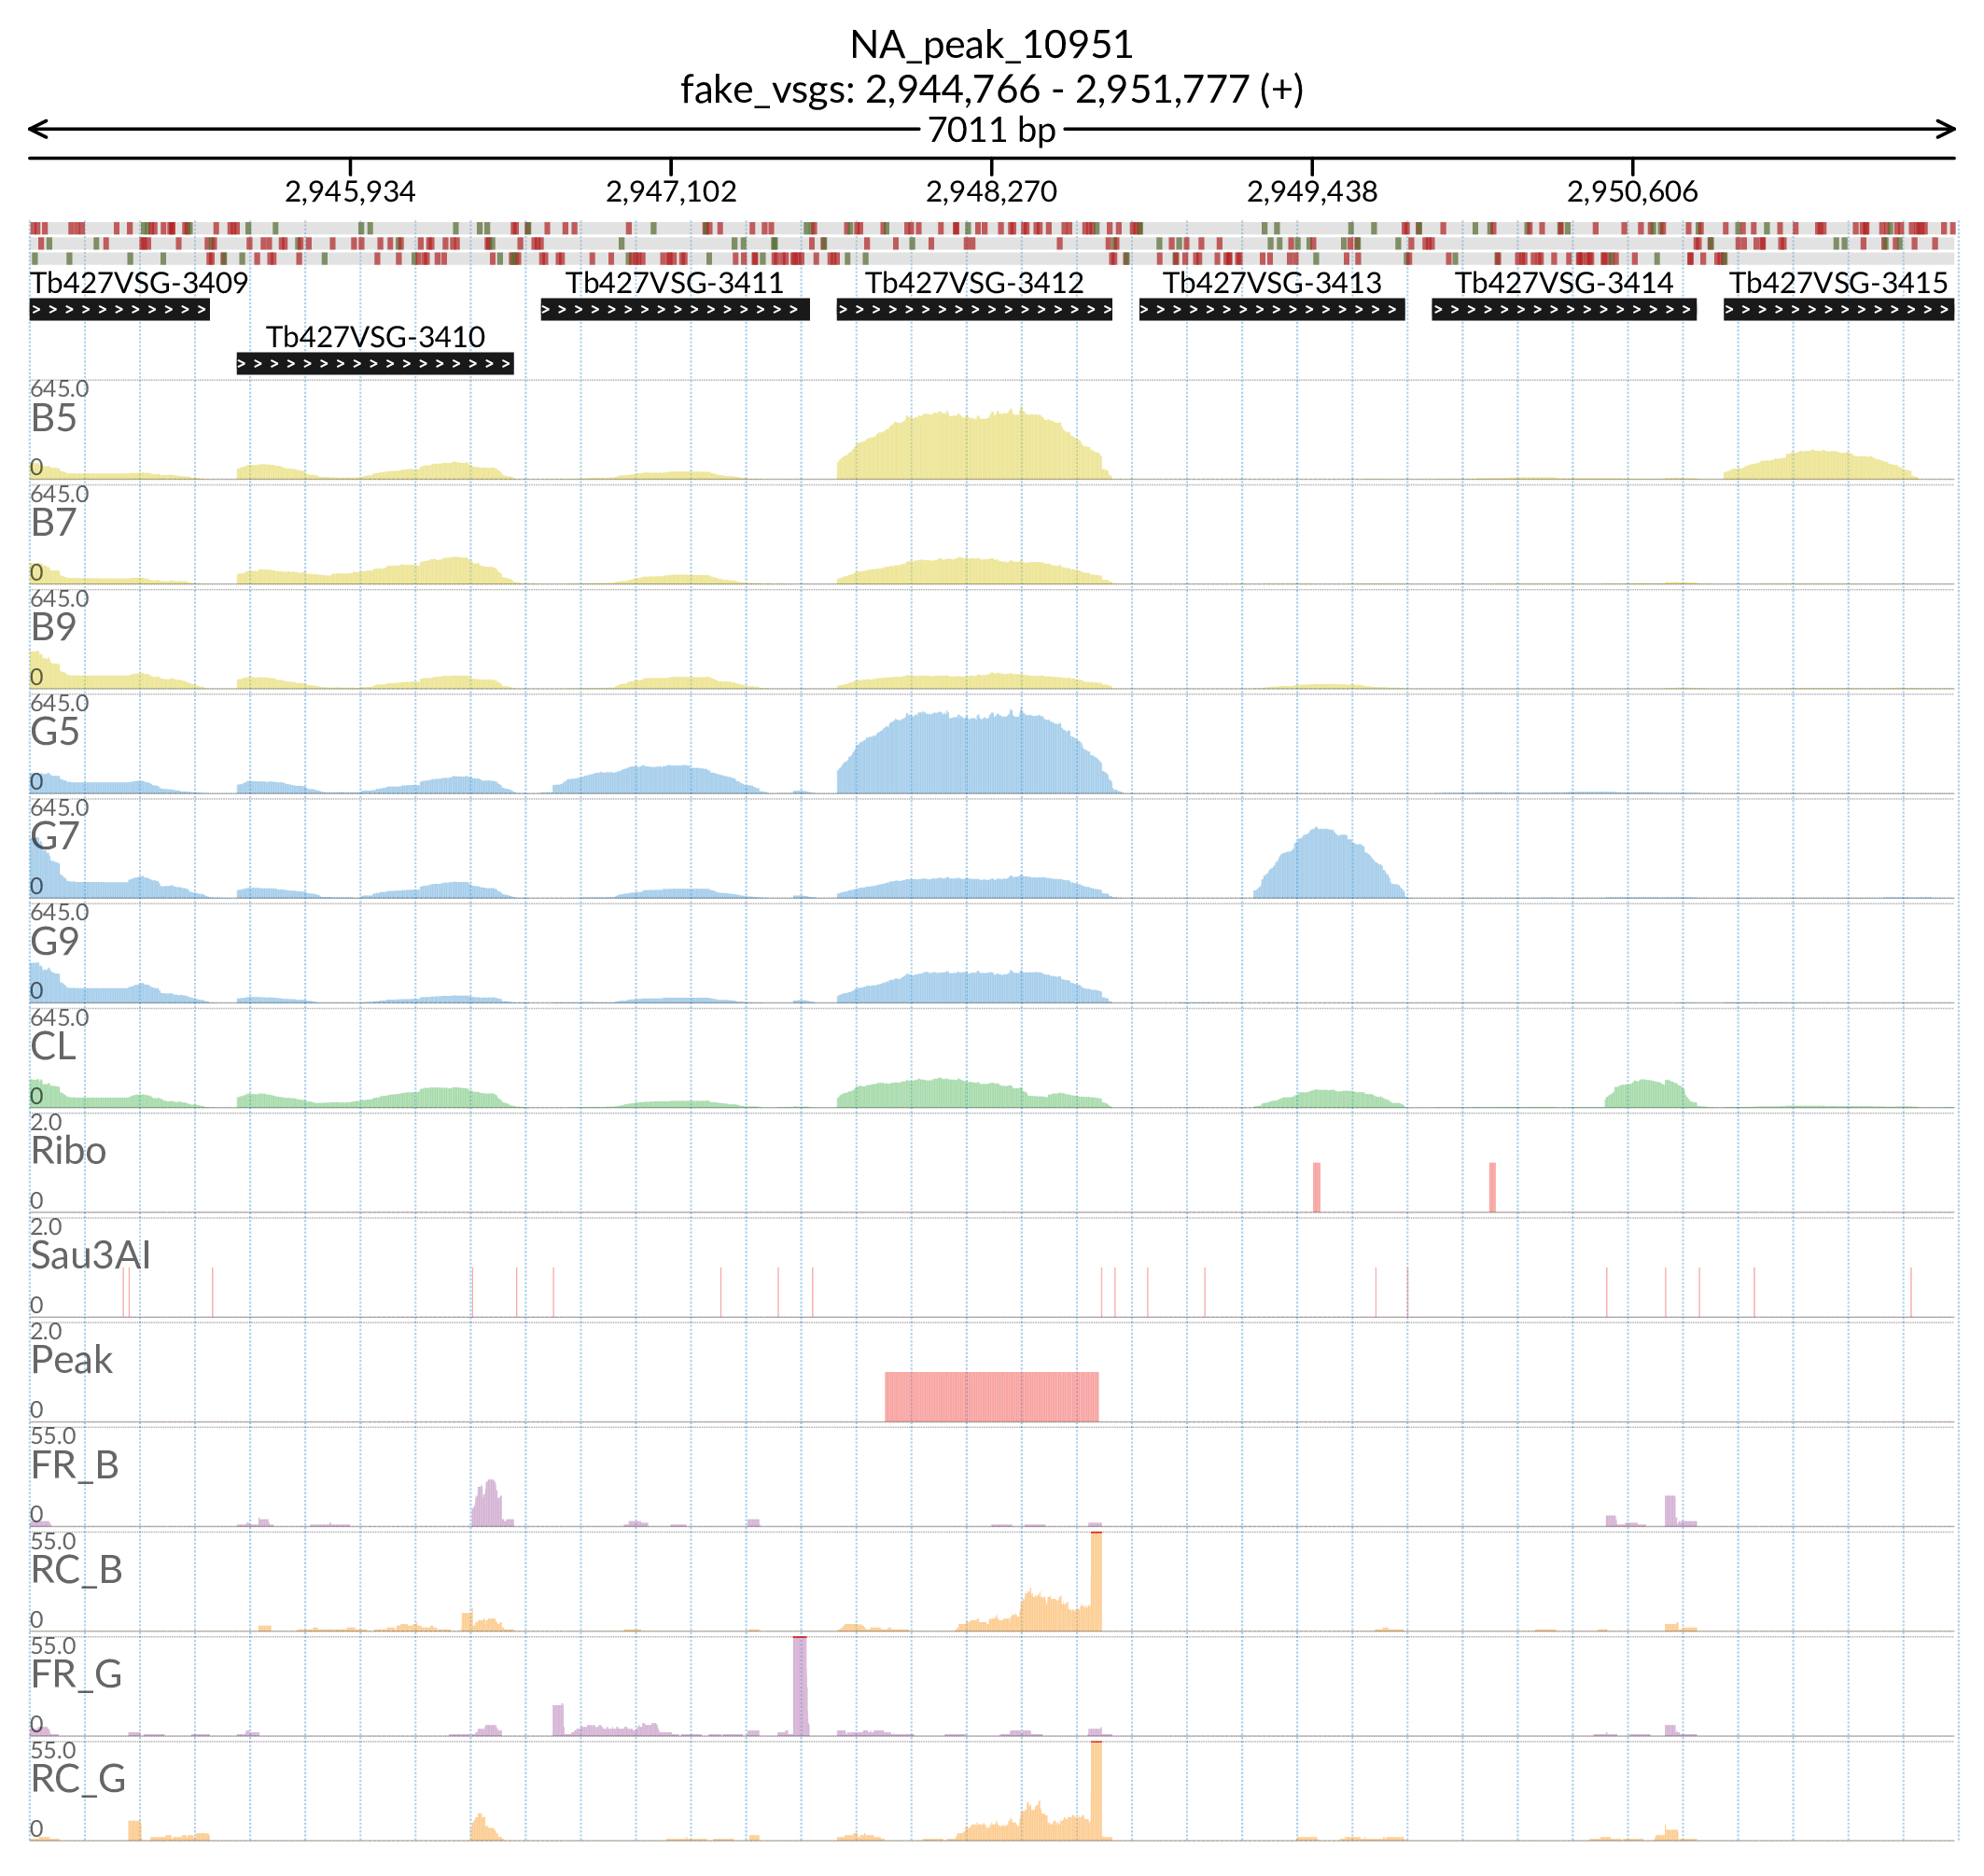 NA_peak_10951
fake_vsgs: 2,944,766 - 2,951,777 (+)
7011 bp
2,945,934 2,947,102 2,948,270 2,949,438 2,950,606
Tb427VSG-3409 Tb427VSG-3411 Tb427VSG-3412 Tb427VSG-3413 Tb427VSG-3414 Tb427VSG-3415
Tb427VSG-3410
645.0
B5
0
645.0
B7
0
645.0
B9
0
645.0
G5
0
645.0
G7
0
645.0
G9
0
645.0
CL
0
2.0
Ribo
0
2.0
Sau3AI
0
2.0
Peak
0
55.0
FR_B
0
55.0
RC_B
0
55.0
FR_G
0
55.0
RC_G
0